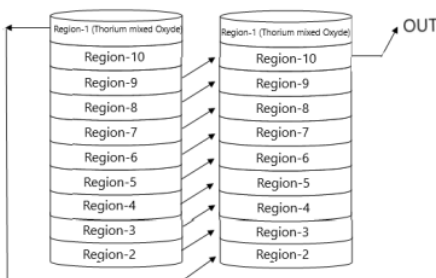 Region-1 (Thorium mixed Oxyde)
Region-10
Region-9
Region-8
Region-7
Region-6
Region-5
Region-4
Region-3
Region-2
Region-1 (Thorium mixed Oxyde)
Region-10
Region-9
Region-8
Region-7
Region-6
Region-5
Region-4
Region-3
Region-2
OUT